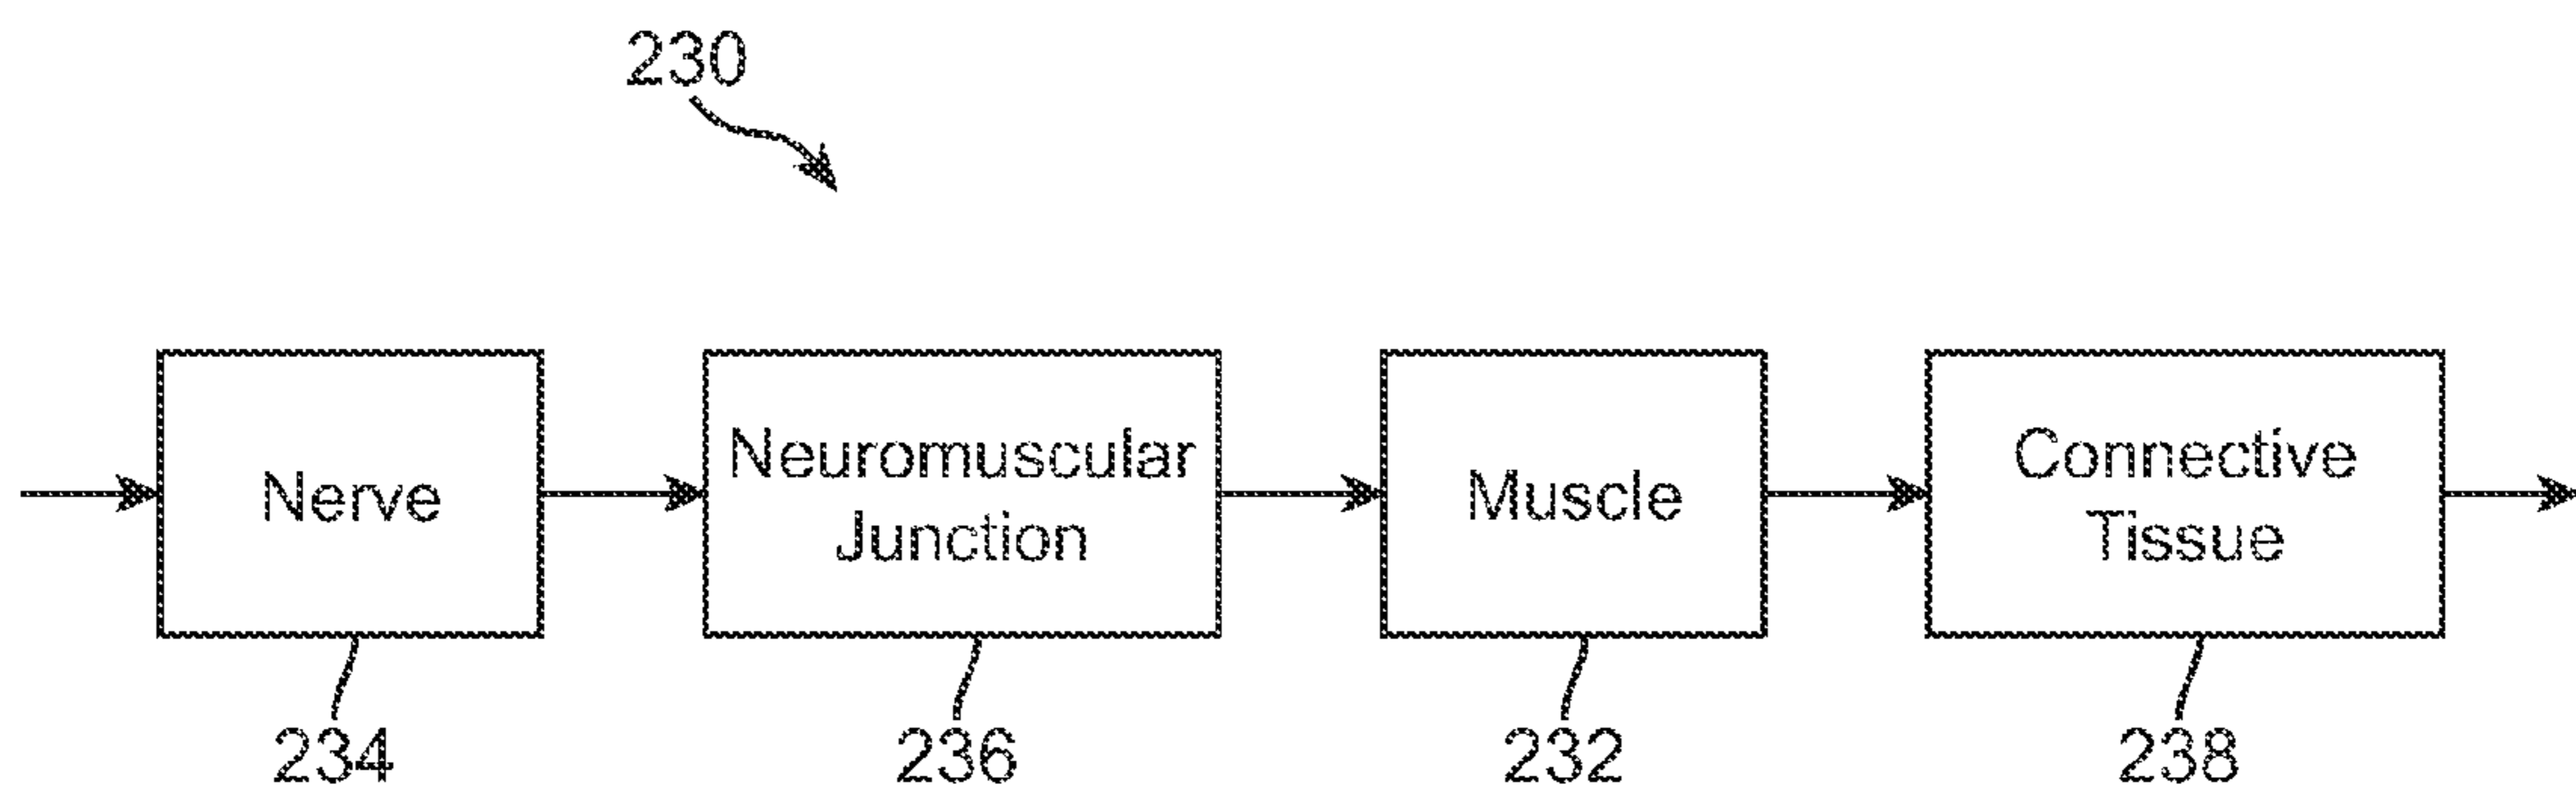 230
Nerve
Neuromuscular
Junction
Muscle
Connective
Tissue
234
236
232
238